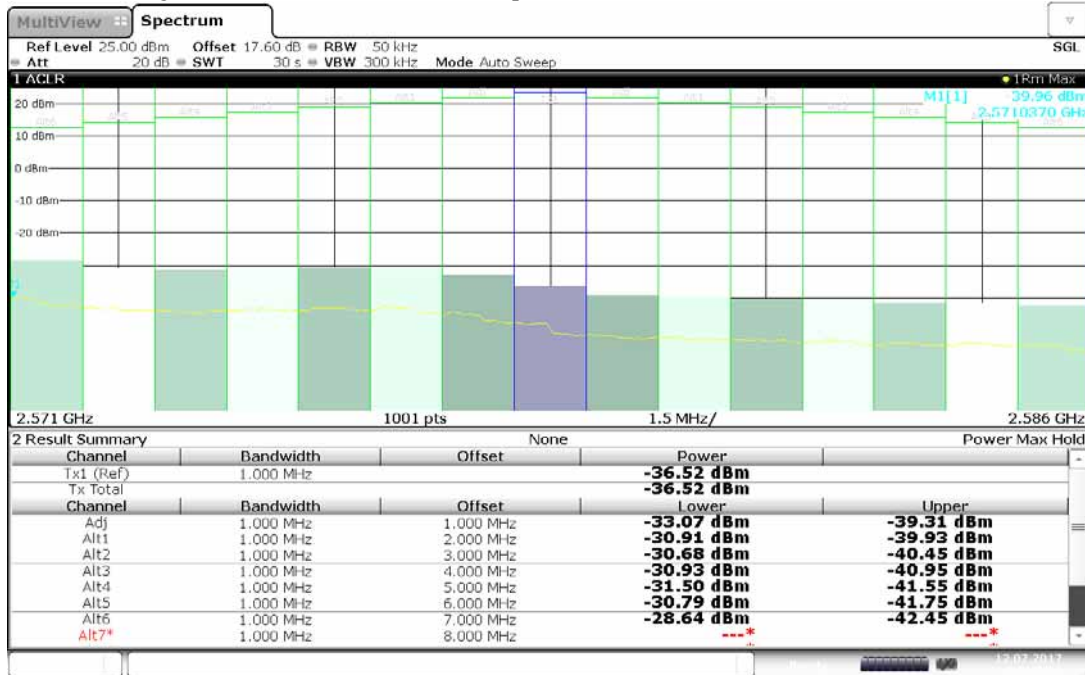 MultiView Spectrum
Ref Level 25.00 dBm Offset 17.60 dB RBW 50 kHz SGL
Att 20 dB SWT 30 s VBW 300 kHz Mode Auto Sweep
1 ACLR 1Rm Max
M1[1] 39.96 dBm
2.5710370 GHz
20 dBm
10 dBm
0 dBm
-10 dBm
-20 dBm
2.571 GHz 1001 pts 1.5 MHz/ 2.586 GHz
2 Result Summary None Power Max Hold
Channel Bandwidth Offset Power
Tx1 (Ref) 1.000 MHz -36.52 dBm
Tx Total -36.52 dBm
Channel Bandwidth Offset Lower Upper
Adj 1.000 MHz 1.000 MHz -33.07 dBm -39.31 dBm
Alt1 1.000 MHz 2.000 MHz -30.91 dBm -39.93 dBm
Alt2 1.000 MHz 3.000 MHz -30.68 dBm -40.45 dBm
Alt3 1.000 MHz 4.000 MHz -30.93 dBm -40.95 dBm
Alt4 1.000 MHz 5.000 MHz -31.50 dBm -41.55 dBm
Alt5 1.000 MHz 6.000 MHz -30.79 dBm -41.75 dBm
Alt6 1.000 MHz 7.000 MHz -28.64 dBm -42.45 dBm
Alt7* 1.000 MHz 8.000 MHz ---* ---*
12.07.2017